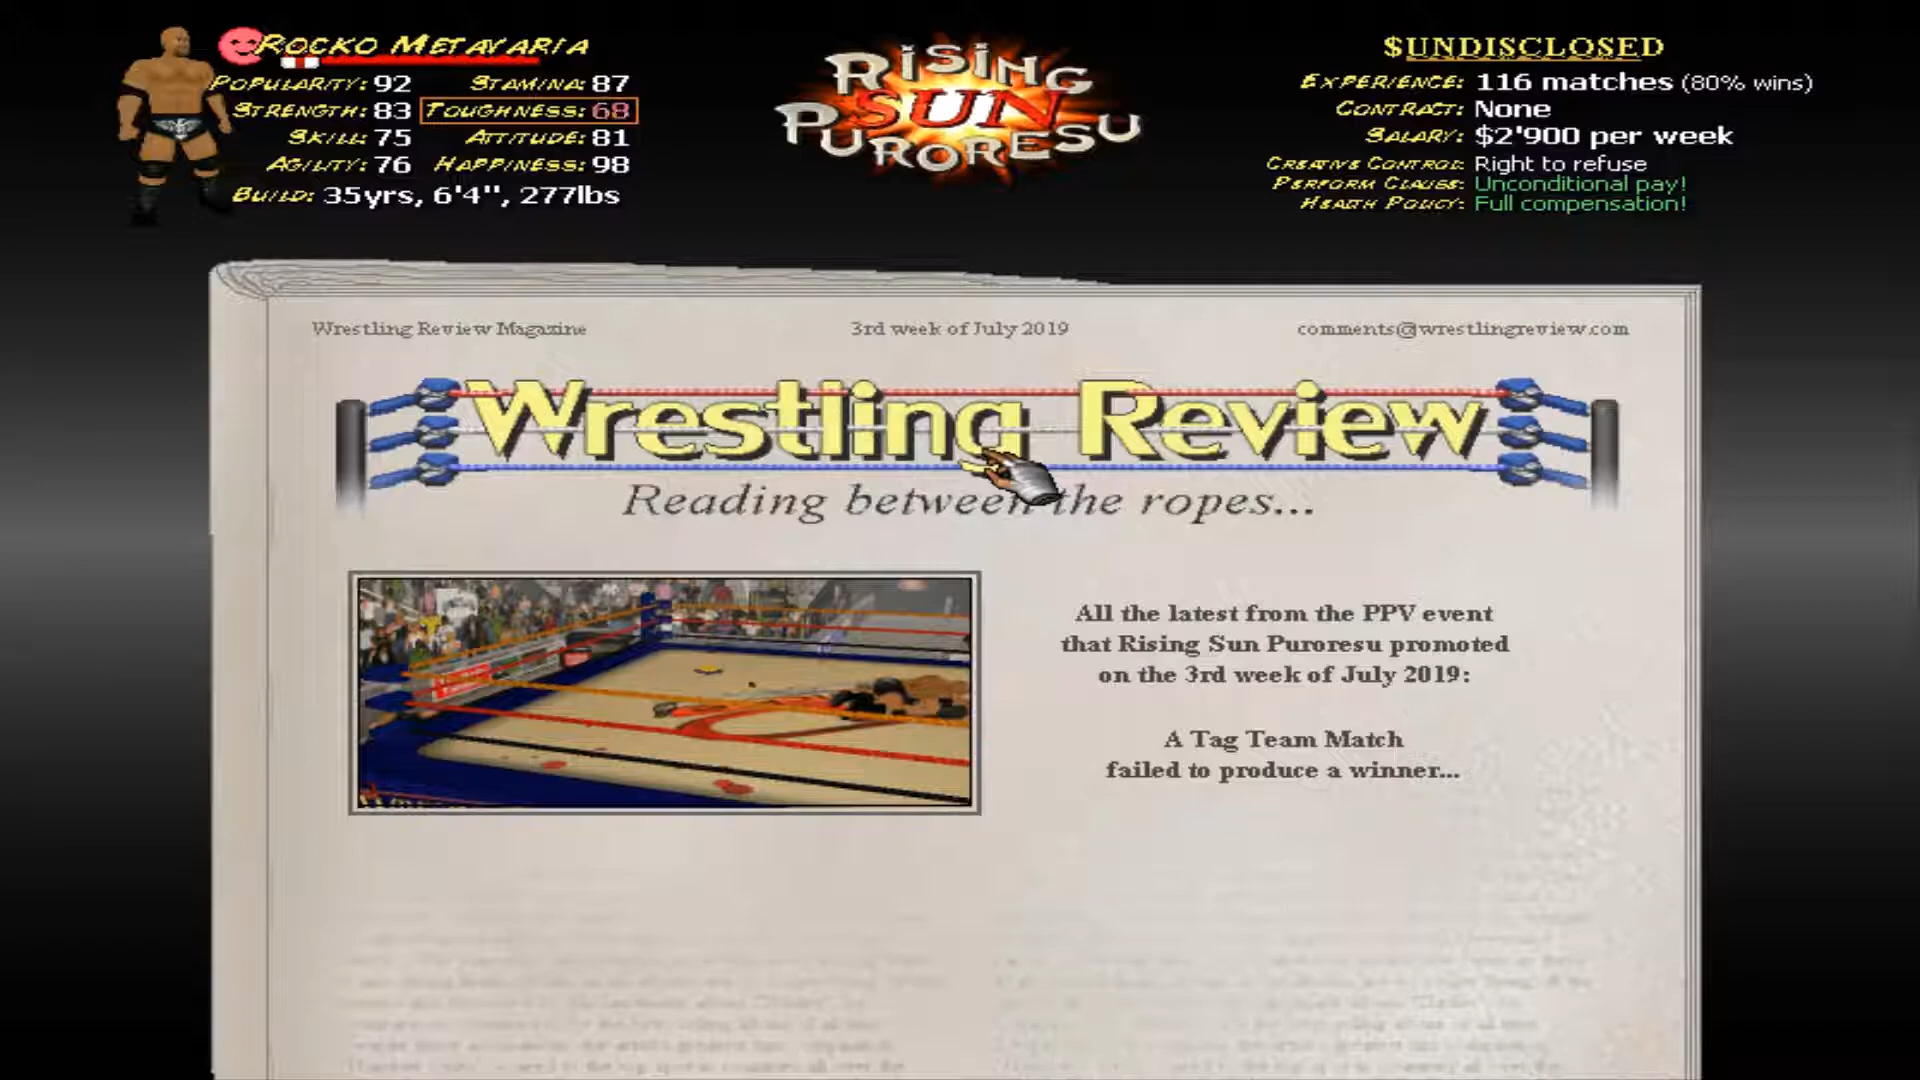 ROCKO METAVARIA
POPULARITY: 92 STAMINA: 87
STRENGTH: 83 TOUGHNESS: 68
SKILL: 75 ATTITUDE: 81
AGILITY: 76 HAPPINESS: 98
BUILD: 35yrs, 6'4", 277lbs
RISING
SUN
PURORESU
$UNDISCLOSED
EXPERIENCE: 116 matches (80% wins)
CONTRACT: None
SALARY: $2'900 per week
CREATIVE CONTROL: Right to refuse
PERFORM CLAUSE: Unconditional pay!
HEALTH POLICY: Full compensation!
Wrestling Review Magazine 3rd week of July 2019 comments@wrestlingreview.com
Wrestling Review
Reading between the ropes...
All the latest from the PPV event
that Rising Sun Puroresu promoted
on the 3rd week of July 2019:
A Tag Team Match
failed to produce a winner...